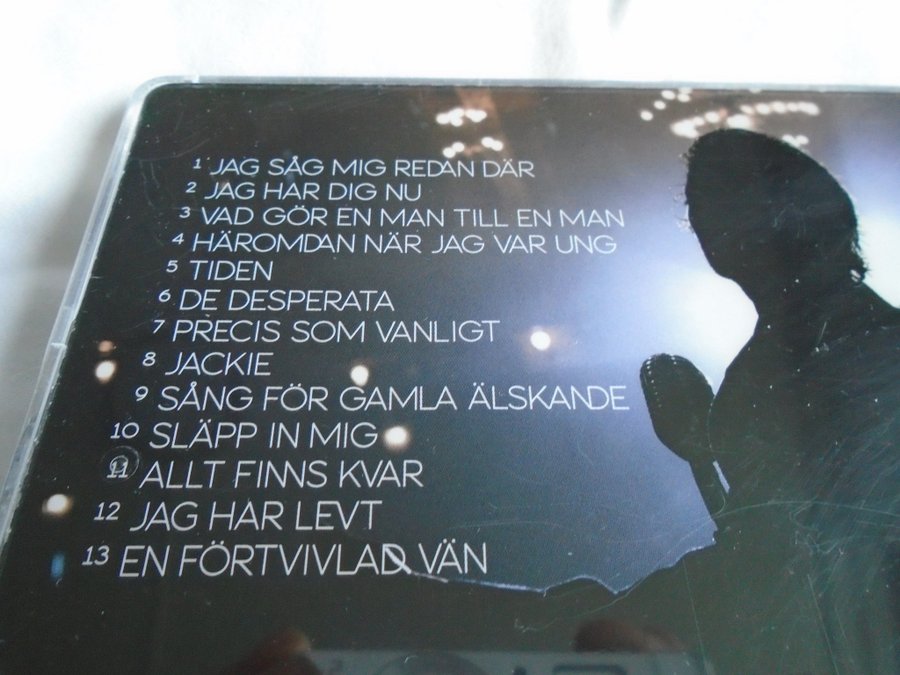 1 JAG SÅG MIG REDAN DÄR
2 JAG HAR DIG NU
3 VAD GÖR EN MAN TILL EN MAN
4 HÄROMDAN NÄR JAG VAR UNG
5 TIDEN
6 DE DESPERATA
7 PRECIS SOM VANLIGT
8 JACKIE
9 SÅNG FÖR GAMLA ÄLSKANDE
10 SLÄPP IN MIG
11 ALLT FINNS KVAR
12 JAG HAR LEVT
13 EN FÖRTVIVLAD VÄN